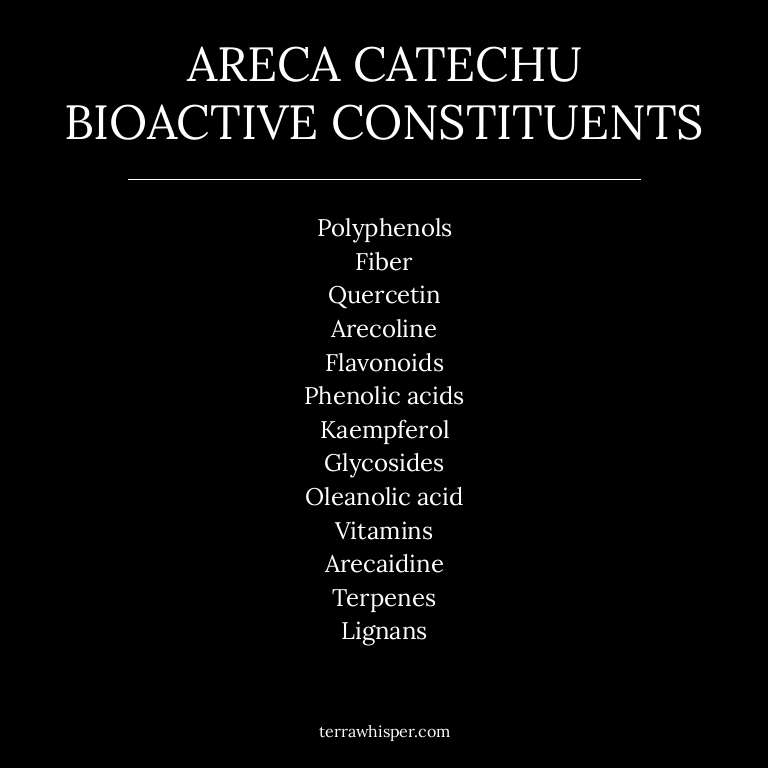 ARECA CATECHU
BIOACTIVE CONSTITUENTS
Polyphenols
Fiber
Quercetin
Arecoline
Flavonoids
Phenolic acids
Kaempferol
Glycosides
Oleanolic acid
Vitamins
Arecaidine
Terpenes
Lignans
terrawhisper.com